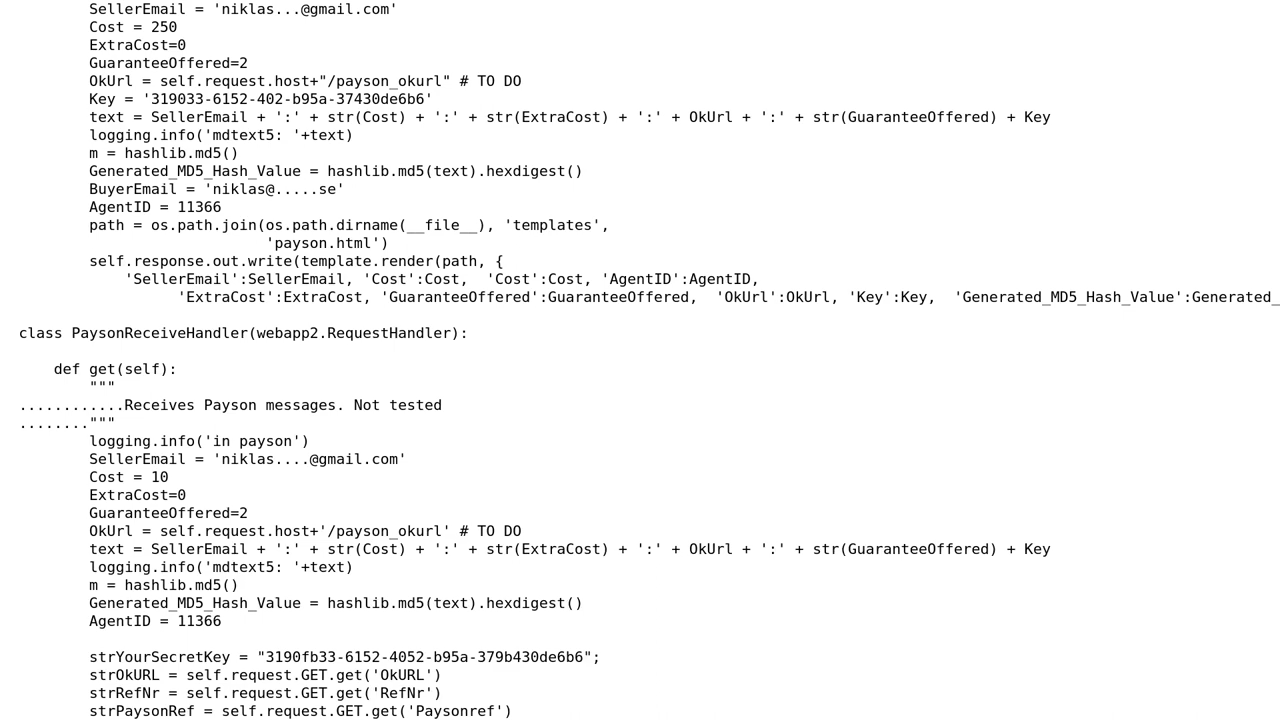 SellerEmail = 'niklas...@gmail.com'
        Cost = 250
        ExtraCost=0
        GuaranteeOffered=2
        OkUrl = self.request.host+"/payson_okurl" # TO DO
        Key = '319033-6152-402-b95a-37430de6b6'
        text = SellerEmail + ':' + str(Cost) + ':' + str(ExtraCost) + ':' + OkUrl + ':' + str(GuaranteeOffered) + Key
        logging.info('mdtext5: '+text)
        m = hashlib.md5()
        Generated_MD5_Hash_Value = hashlib.md5(text).hexdigest()
        BuyerEmail = 'niklas@.....se'
        AgentID = 11366
        path = os.path.join(os.path.dirname(__file__), 'templates',
                            'payson.html')
        self.response.out.write(template.render(path, {
            'SellerEmail':SellerEmail, 'Cost':Cost,  'Cost':Cost, 'AgentID':AgentID,
                  'ExtraCost':ExtraCost, 'GuaranteeOffered':GuaranteeOffered,  'OkUrl':OkUrl, 'Key':Key,  'Generated_MD5_Hash_Value':Generated_
class PaysonReceiveHandler(webapp2.RequestHandler):
    def get(self):
        """
............Receives Payson messages. Not tested
........"""
        logging.info('in payson')
        SellerEmail = 'niklas....@gmail.com'
        Cost = 10
        ExtraCost=0
        GuaranteeOffered=2
        OkUrl = self.request.host+'/payson_okurl' # TO DO
        text = SellerEmail + ':' + str(Cost) + ':' + str(ExtraCost) + ':' + OkUrl + ':' + str(GuaranteeOffered) + Key
        logging.info('mdtext5: '+text)
        m = hashlib.md5()
        Generated_MD5_Hash_Value = hashlib.md5(text).hexdigest()
        AgentID = 11366
        strYourSecretKey = "3190fb33-6152-4052-b95a-379b430de6b6";
        strOkURL = self.request.GET.get('OkURL')
        strRefNr = self.request.GET.get('RefNr')
        strPaysonRef = self.request.GET.get('Paysonref')